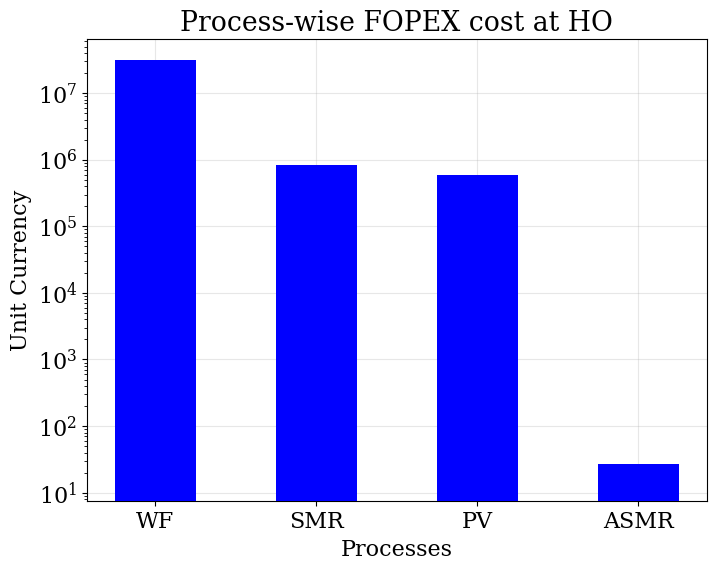 Process-wise FOPEX cost at HO
Unit Currency
10⁷
10⁶
10⁵
10⁴
10³
10²
10¹
WF SMR PV ASMR
Processes